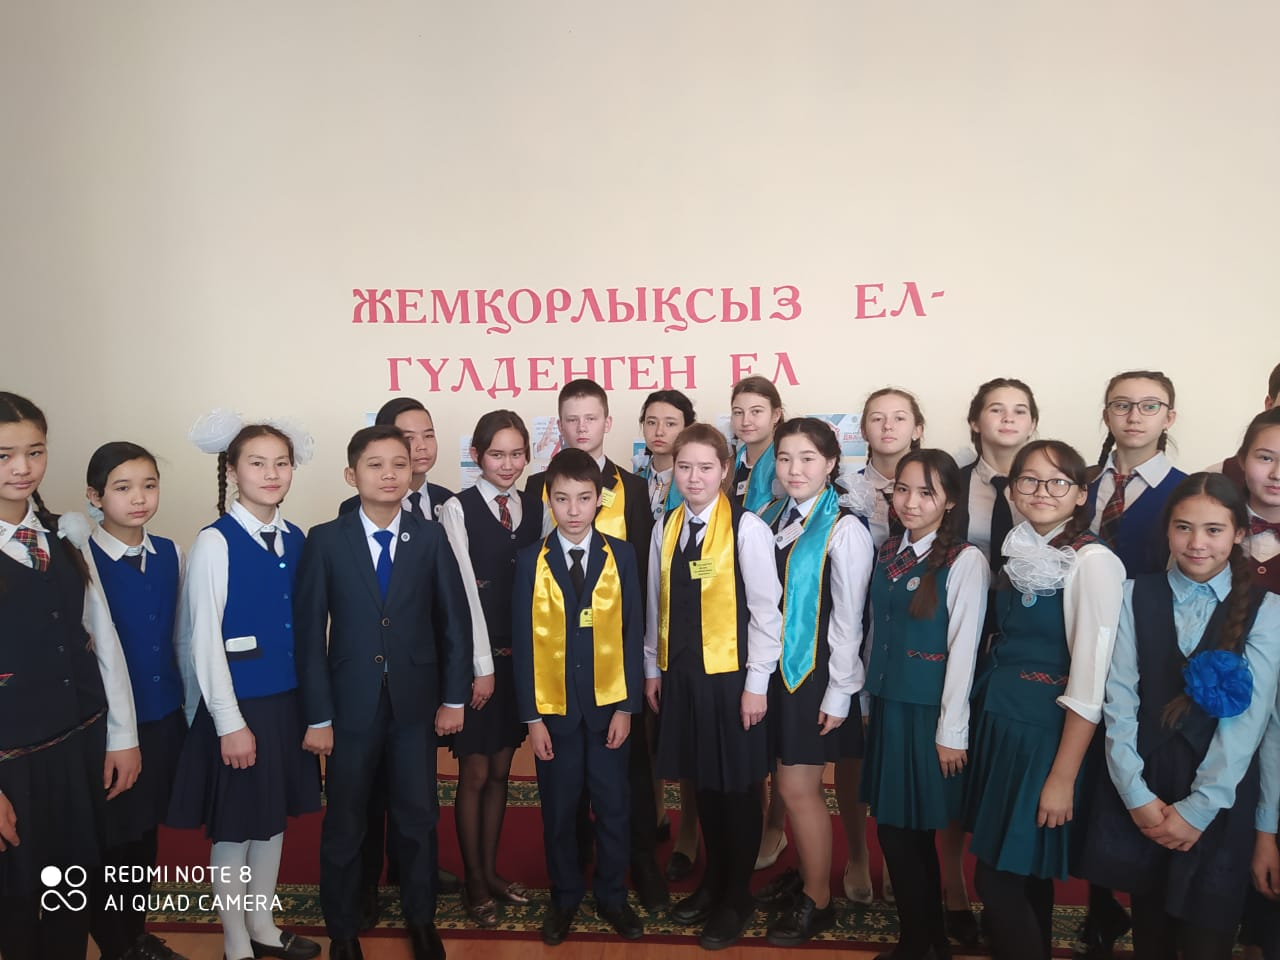 ЖЕМҚОРЛЫҚСЫЗ ЕЛ-
ГҮЛДЕНГЕН ЕЛ
REDMI NOTE 8
AI QUAD CAMERA